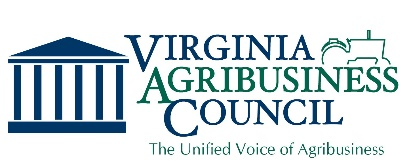 VIRGINIA
AGRIBUSINESS
COUNCIL
The Unified Voice of Agribusiness